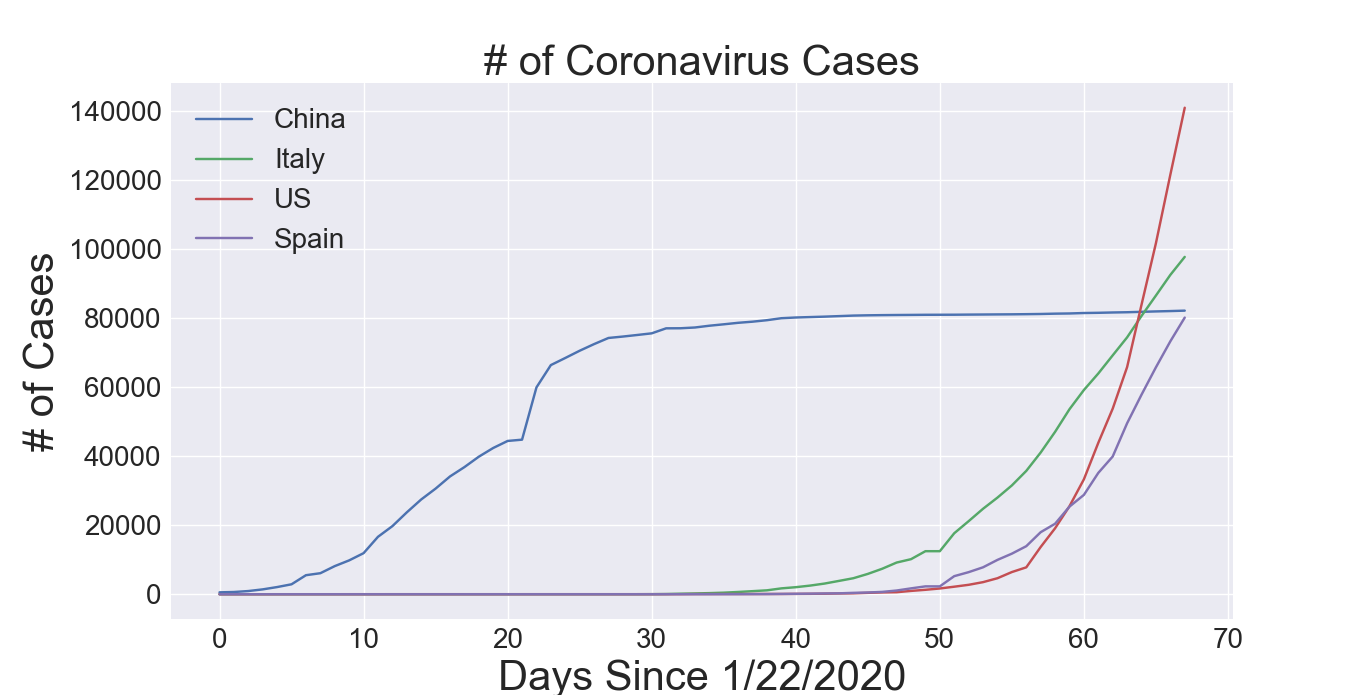 # of Coronavirus Cases
China
Italy
US
Spain
# of Cases
140000
120000
100000
80000
60000
40000
20000
0
0 10 20 30 40 50 60 70
Days Since 1/22/2020